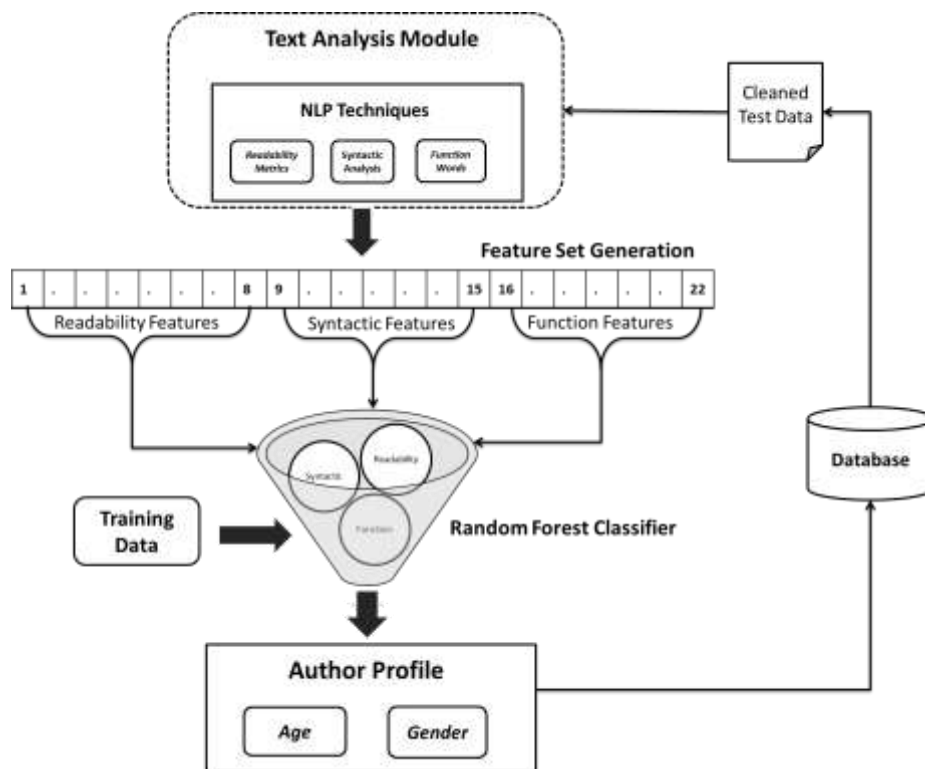 Text Analysis Module
NLP Techniques
Readability
Metrics
Syntactic
Analysis
Function
Words
Cleaned
Test Data
Feature Set Generation
1 . . . . . . 8 9 . . . . . 15 16 . . . . . 22
Readability Features
Syntactic Features
Function Features
Syntactic
Readability
Function
Training
Data
Random Forest Classifier
Database
Author Profile
Age
Gender